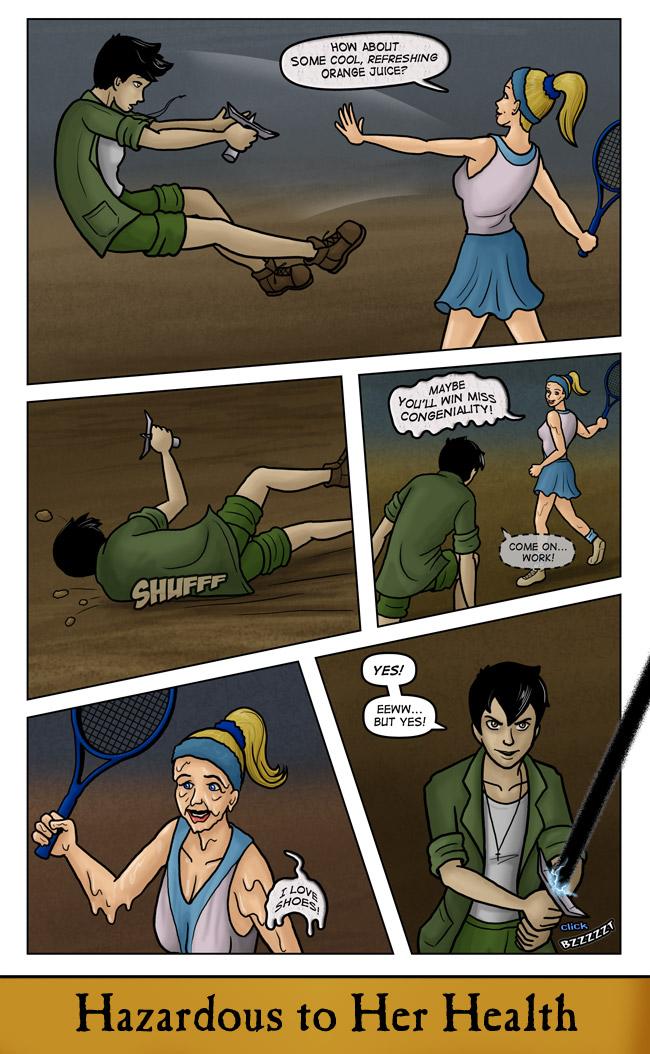 HOW ABOUT
SOME COOL, REFRESHING
ORANGE JUICE?
SHUFFF
MAYBE
YOU'LL WIN MISS
CONGENIALITY!
COME ON...
WORK!
I LOVE
SHOES!
YES!
EEWW...
BUT YES!
click
BZZZZZT
Hazardous to Her Health